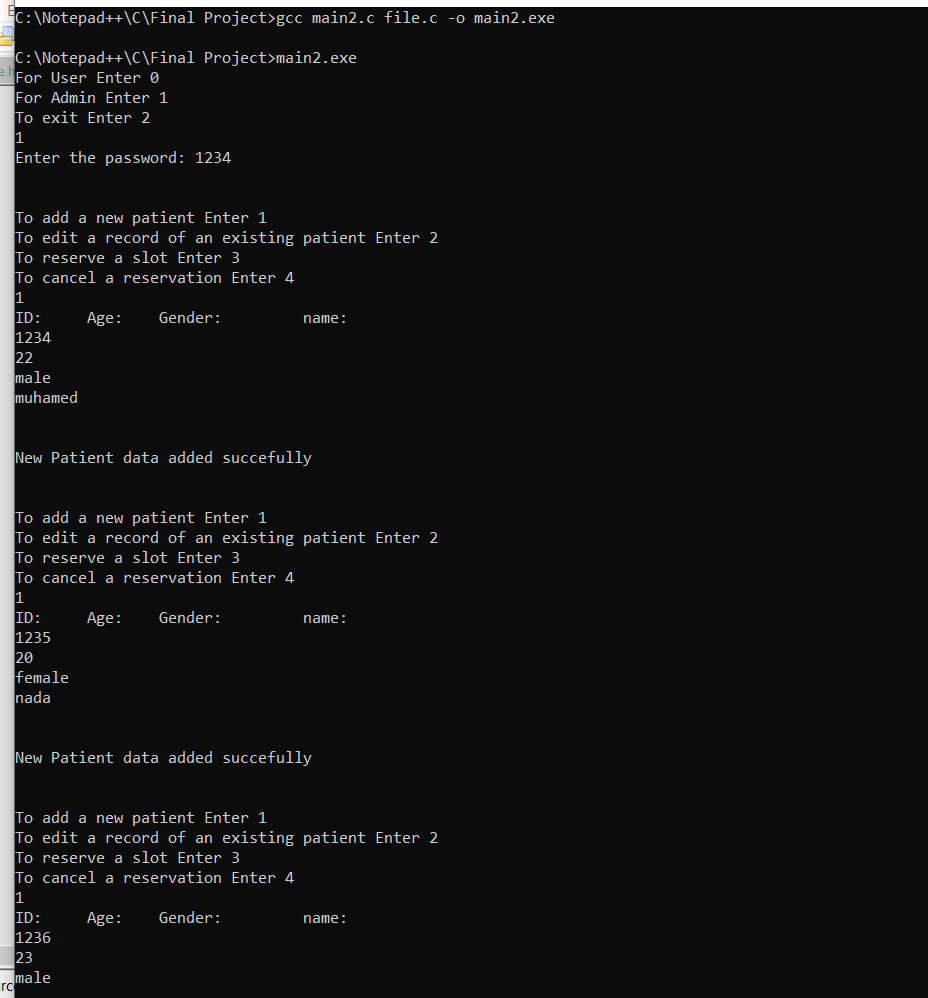 C:\Notepad++\C\Final Project>gcc main2.c file.c -o main2.exe
C:\Notepad++\C\Final Project>main2.exe
For User Enter 0
For Admin Enter 1
To exit Enter 2
1
Enter the password: 1234
To add a new patient Enter 1
To edit a record of an existing patient Enter 2
To reserve a slot Enter 3
To cancel a reservation Enter 4
1
ID:     Age:    Gender:         name:
1234
22
male
muhamed
New Patient data added succefully
To add a new patient Enter 1
To edit a record of an existing patient Enter 2
To reserve a slot Enter 3
To cancel a reservation Enter 4
1
ID:     Age:    Gender:         name:
1235
20
female
nada
New Patient data added succefully
To add a new patient Enter 1
To edit a record of an existing patient Enter 2
To reserve a slot Enter 3
To cancel a reservation Enter 4
1
ID:     Age:    Gender:         name:
1236
23
male